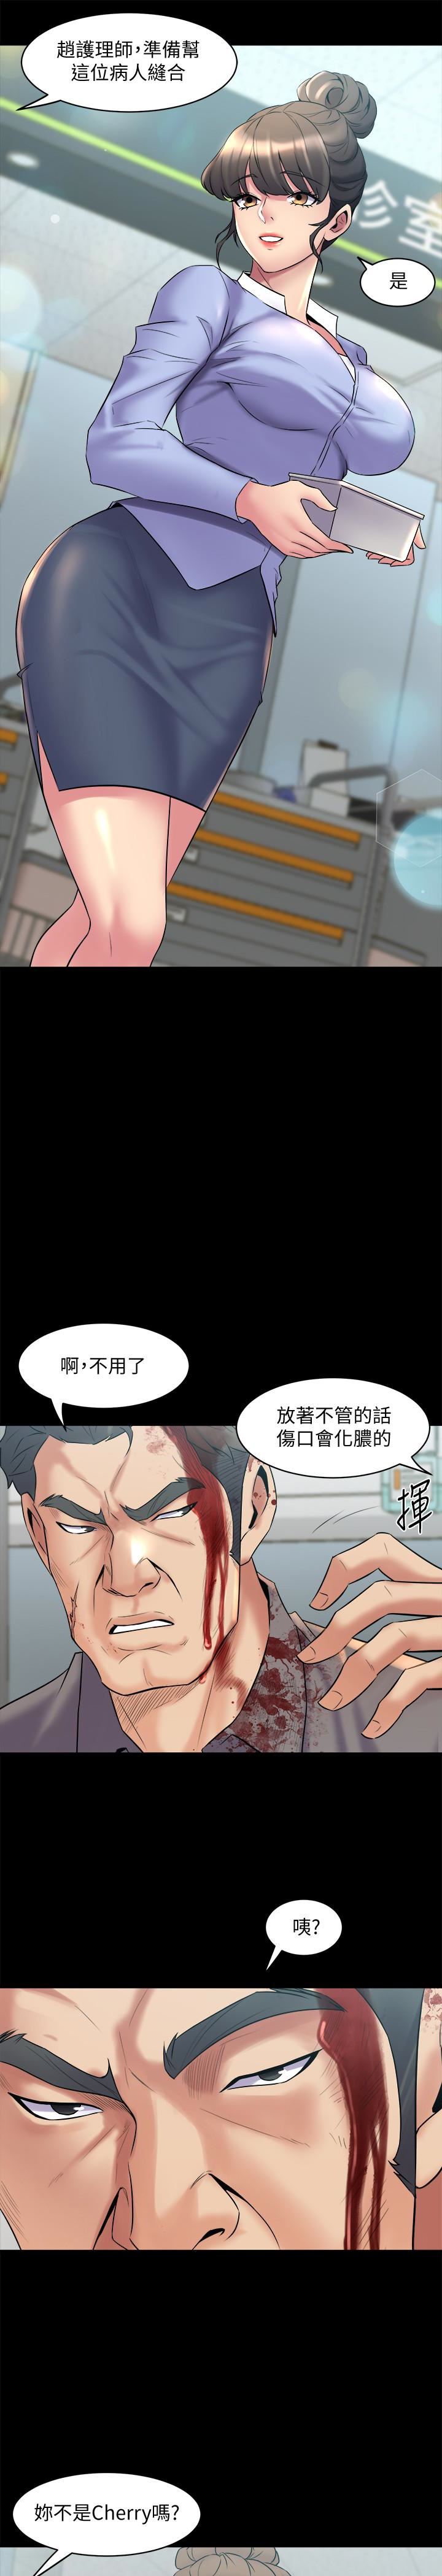 趙護理師,準備幫
這位病人縫合
診室
是
啊,不用了
放著不管的話
傷口會化膿的
揮
咦?
妳不是Cherry嗎?